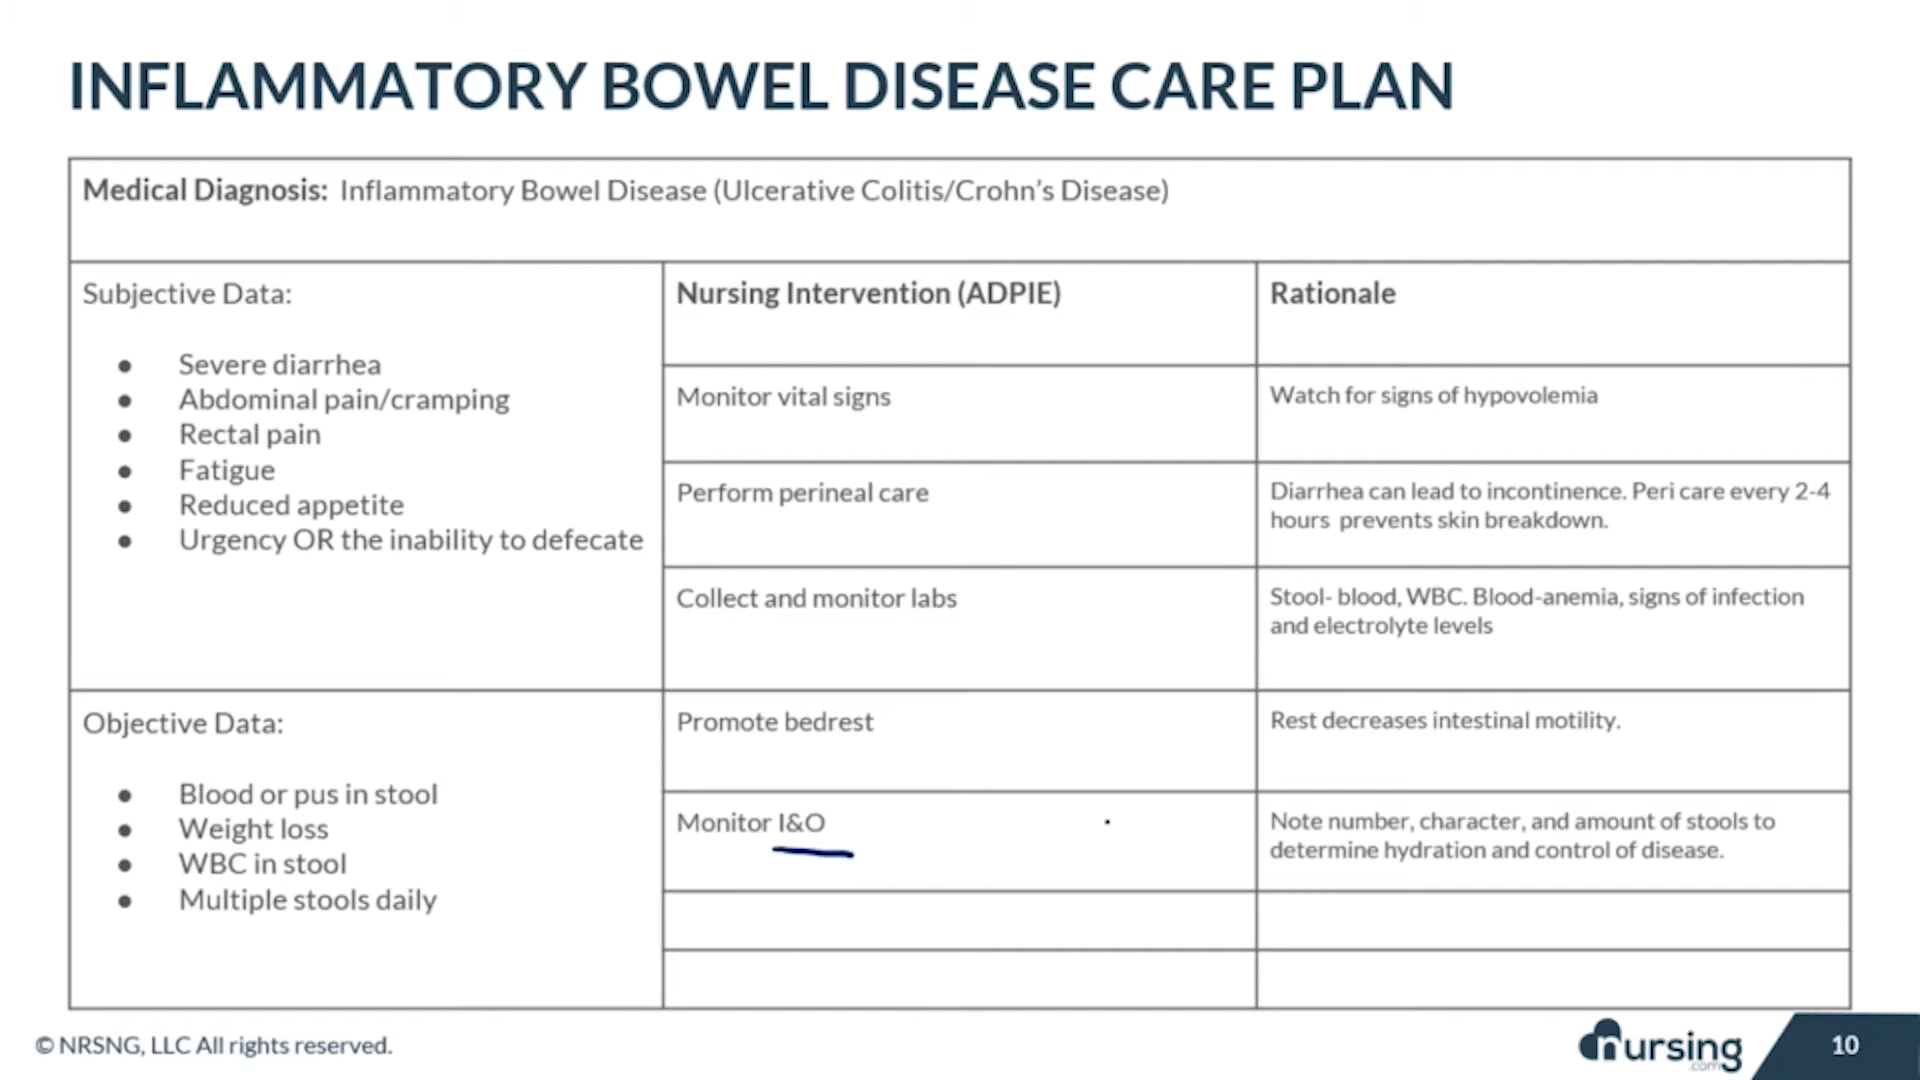 INFLAMMATORY BOWEL DISEASE CARE PLAN
Medical Diagnosis: Inflammatory Bowel Disease (Ulcerative Colitis/Crohn's Disease)
Subjective Data:
● Severe diarrhea
● Abdominal pain/cramping
● Rectal pain
● Fatigue
● Reduced appetite
● Urgency OR the inability to defecate
Nursing Intervention (ADPIE)
Rationale
Monitor vital signs
Watch for signs of hypovolemia
Perform perineal care
Diarrhea can lead to incontinence. Peri care every 2-4
hours prevents skin breakdown.
Collect and monitor labs
Stool- blood, WBC. Blood-anemia, signs of infection
and electrolyte levels
Objective Data:
● Blood or pus in stool
● Weight loss
● WBC in stool
● Multiple stools daily
Promote bedrest
Rest decreases intestinal motility.
Monitor I&O
Note number, character, and amount of stools to
determine hydration and control of disease.
© NRSNG, LLC All rights reserved.
nursing
.com
10